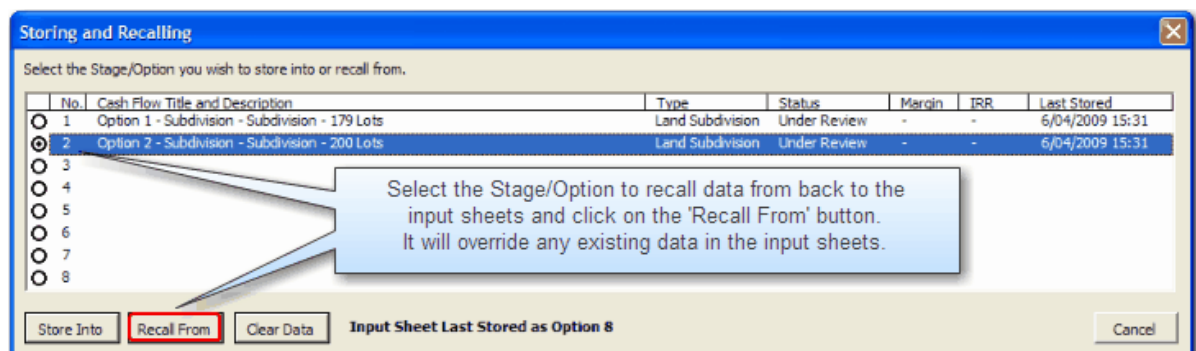 Storing and Recalling
Select the Stage/Option you wish to store into or recall from.
No. Cash Flow Title and Description Type Status Margin IRR Last Stored
1 Option 1 - Subdivision - Subdivision - 179 Lots Land Subdivision Under Review - - 6/04/2009 15:31
2 Option 2 - Subdivision - Subdivision - 200 Lots Land Subdivision Under Review - - 6/04/2009 15:31
3
4
5
6
7
8
Select the Stage/Option to recall data from back to the
input sheets and click on the 'Recall From' button.
It will override any existing data in the input sheets.
Store Into Recall From Clear Data Input Sheet Last Stored as Option 8 Cancel